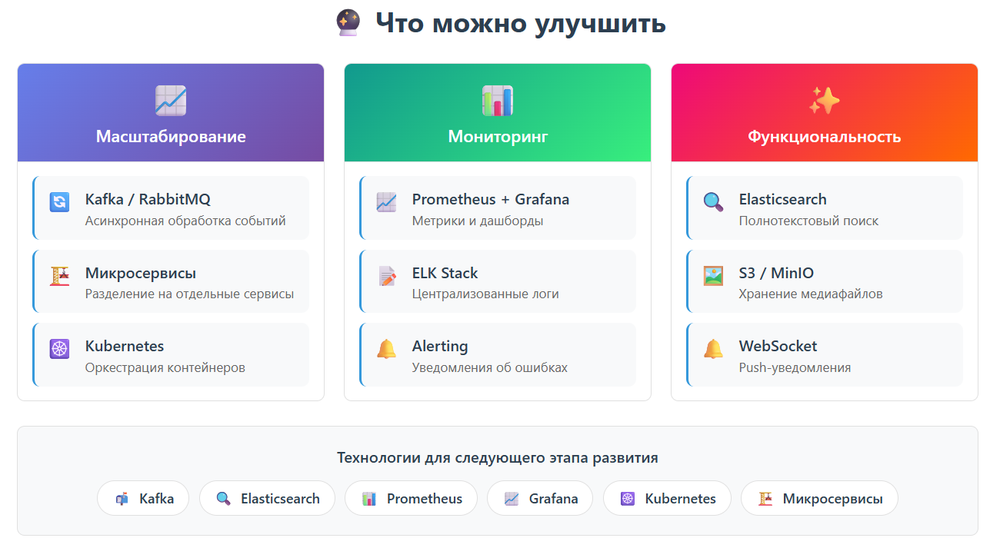 Что можно улучшить
Масштабирование
Kafka / RabbitMQ
Асинхронная обработка событий
Микросервисы
Разделение на отдельные сервисы
Kubernetes
Оркестрация контейнеров
Мониторинг
Prometheus + Grafana
Метрики и дашборды
ELK Stack
Централизованные логи
Alerting
Уведомления об ошибках
Функциональность
Elasticsearch
Полнотекстовый поиск
S3 / MinIO
Хранение медиафайлов
WebSocket
Push-уведомления
Технологии для следующего этапа развития
Kafka
Elasticsearch
Prometheus
Grafana
Kubernetes
Микросервисы